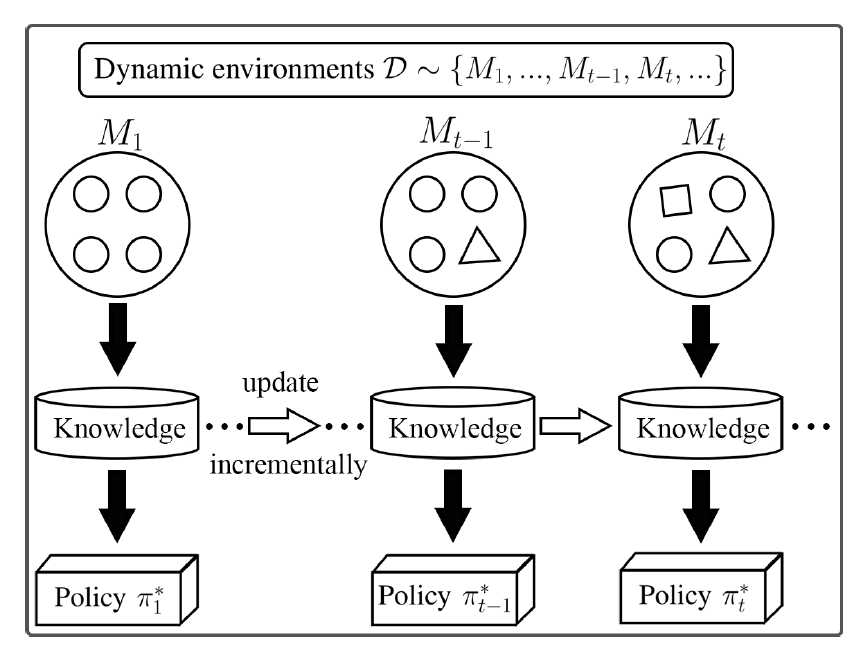 Dynamic environments $\mathcal{D} \sim \{M_1, ..., M_{t-1}, M_t, ...\}$
$M_1$
$M_{t-1}$
$M_t$
update
Knowledge ... ... Knowledge Knowledge ...
incrementally
Policy $\pi_1^*$
Policy $\pi_{t-1}^*$
Policy $\pi_t^*$